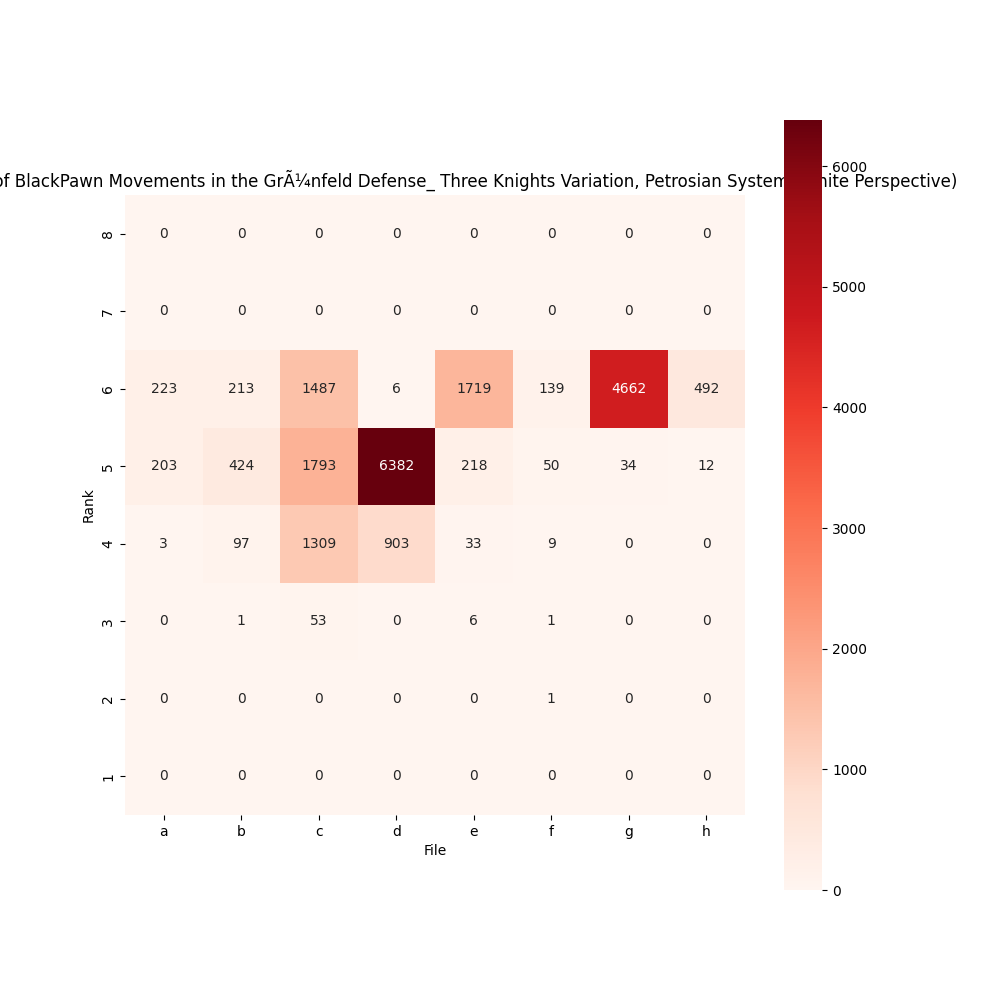 of BlackPawn Movements in the GrÃ¼nfeld Defense_ Three Knights Variation, Petrosian System Perspective)
8 0 0 0 0 0 0 0 0
7 0 0 0 0 0 0 0 0
6 223 213 1487 6 1719 139 4662 492
5 203 424 1793 6382 218 50 34 12
4 3 97 1309 903 33 9 0 0
3 0 1 53 0 6 1 0 0
2 0 0 0 0 0 1 0 0
1 0 0 0 0 0 0 0 0
a b c d e f g h
File
Rank
6000
5000
4000
3000
2000
1000
0